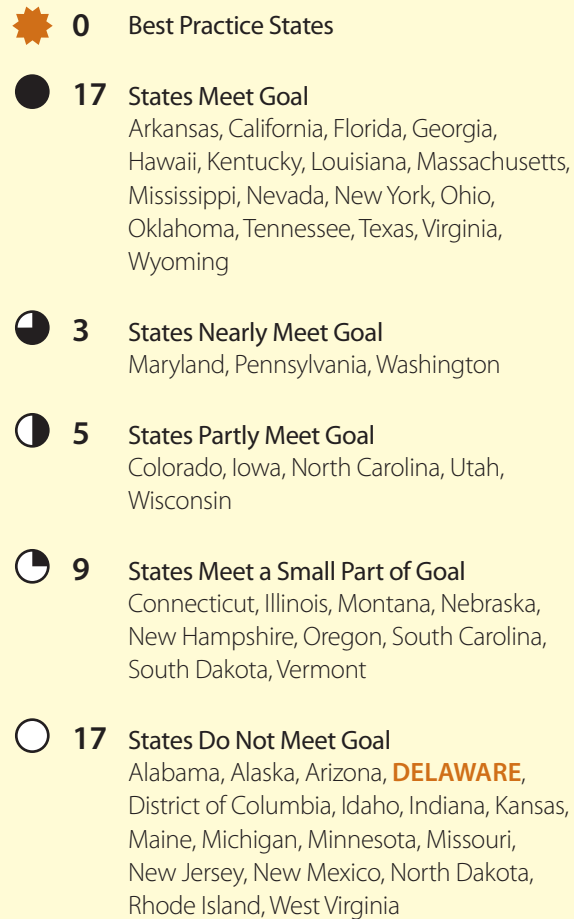 0 Best Practice States
17 States Meet Goal
Arkansas, California, Florida, Georgia,
Hawaii, Kentucky, Louisiana, Massachusetts,
Mississippi, Nevada, New York, Ohio,
Oklahoma, Tennessee, Texas, Virginia,
Wyoming
3 States Nearly Meet Goal
Maryland, Pennsylvania, Washington
5 States Partly Meet Goal
Colorado, Iowa, North Carolina, Utah,
Wisconsin
9 States Meet a Small Part of Goal
Connecticut, Illinois, Montana, Nebraska,
New Hampshire, Oregon, South Carolina,
South Dakota, Vermont
17 States Do Not Meet Goal
Alabama, Alaska, Arizona, DELAWARE,
District of Columbia, Idaho, Indiana, Kansas,
Maine, Michigan, Minnesota, Missouri,
New Jersey, New Mexico, North Dakota,
Rhode Island, West Virginia